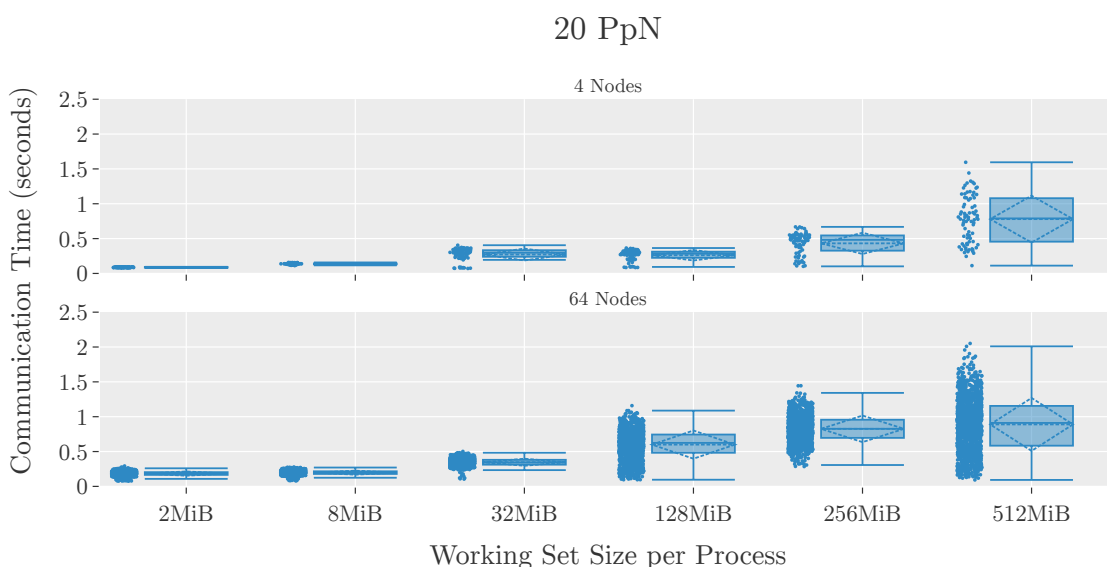 20 PpN
4 Nodes
2.5
2
1.5
1
0.5
0
64 Nodes
2.5
2
1.5
1
0.5
0
Communication Time (seconds)
2MiB 8MiB 32MiB 128MiB 256MiB 512MiB
Working Set Size per Process